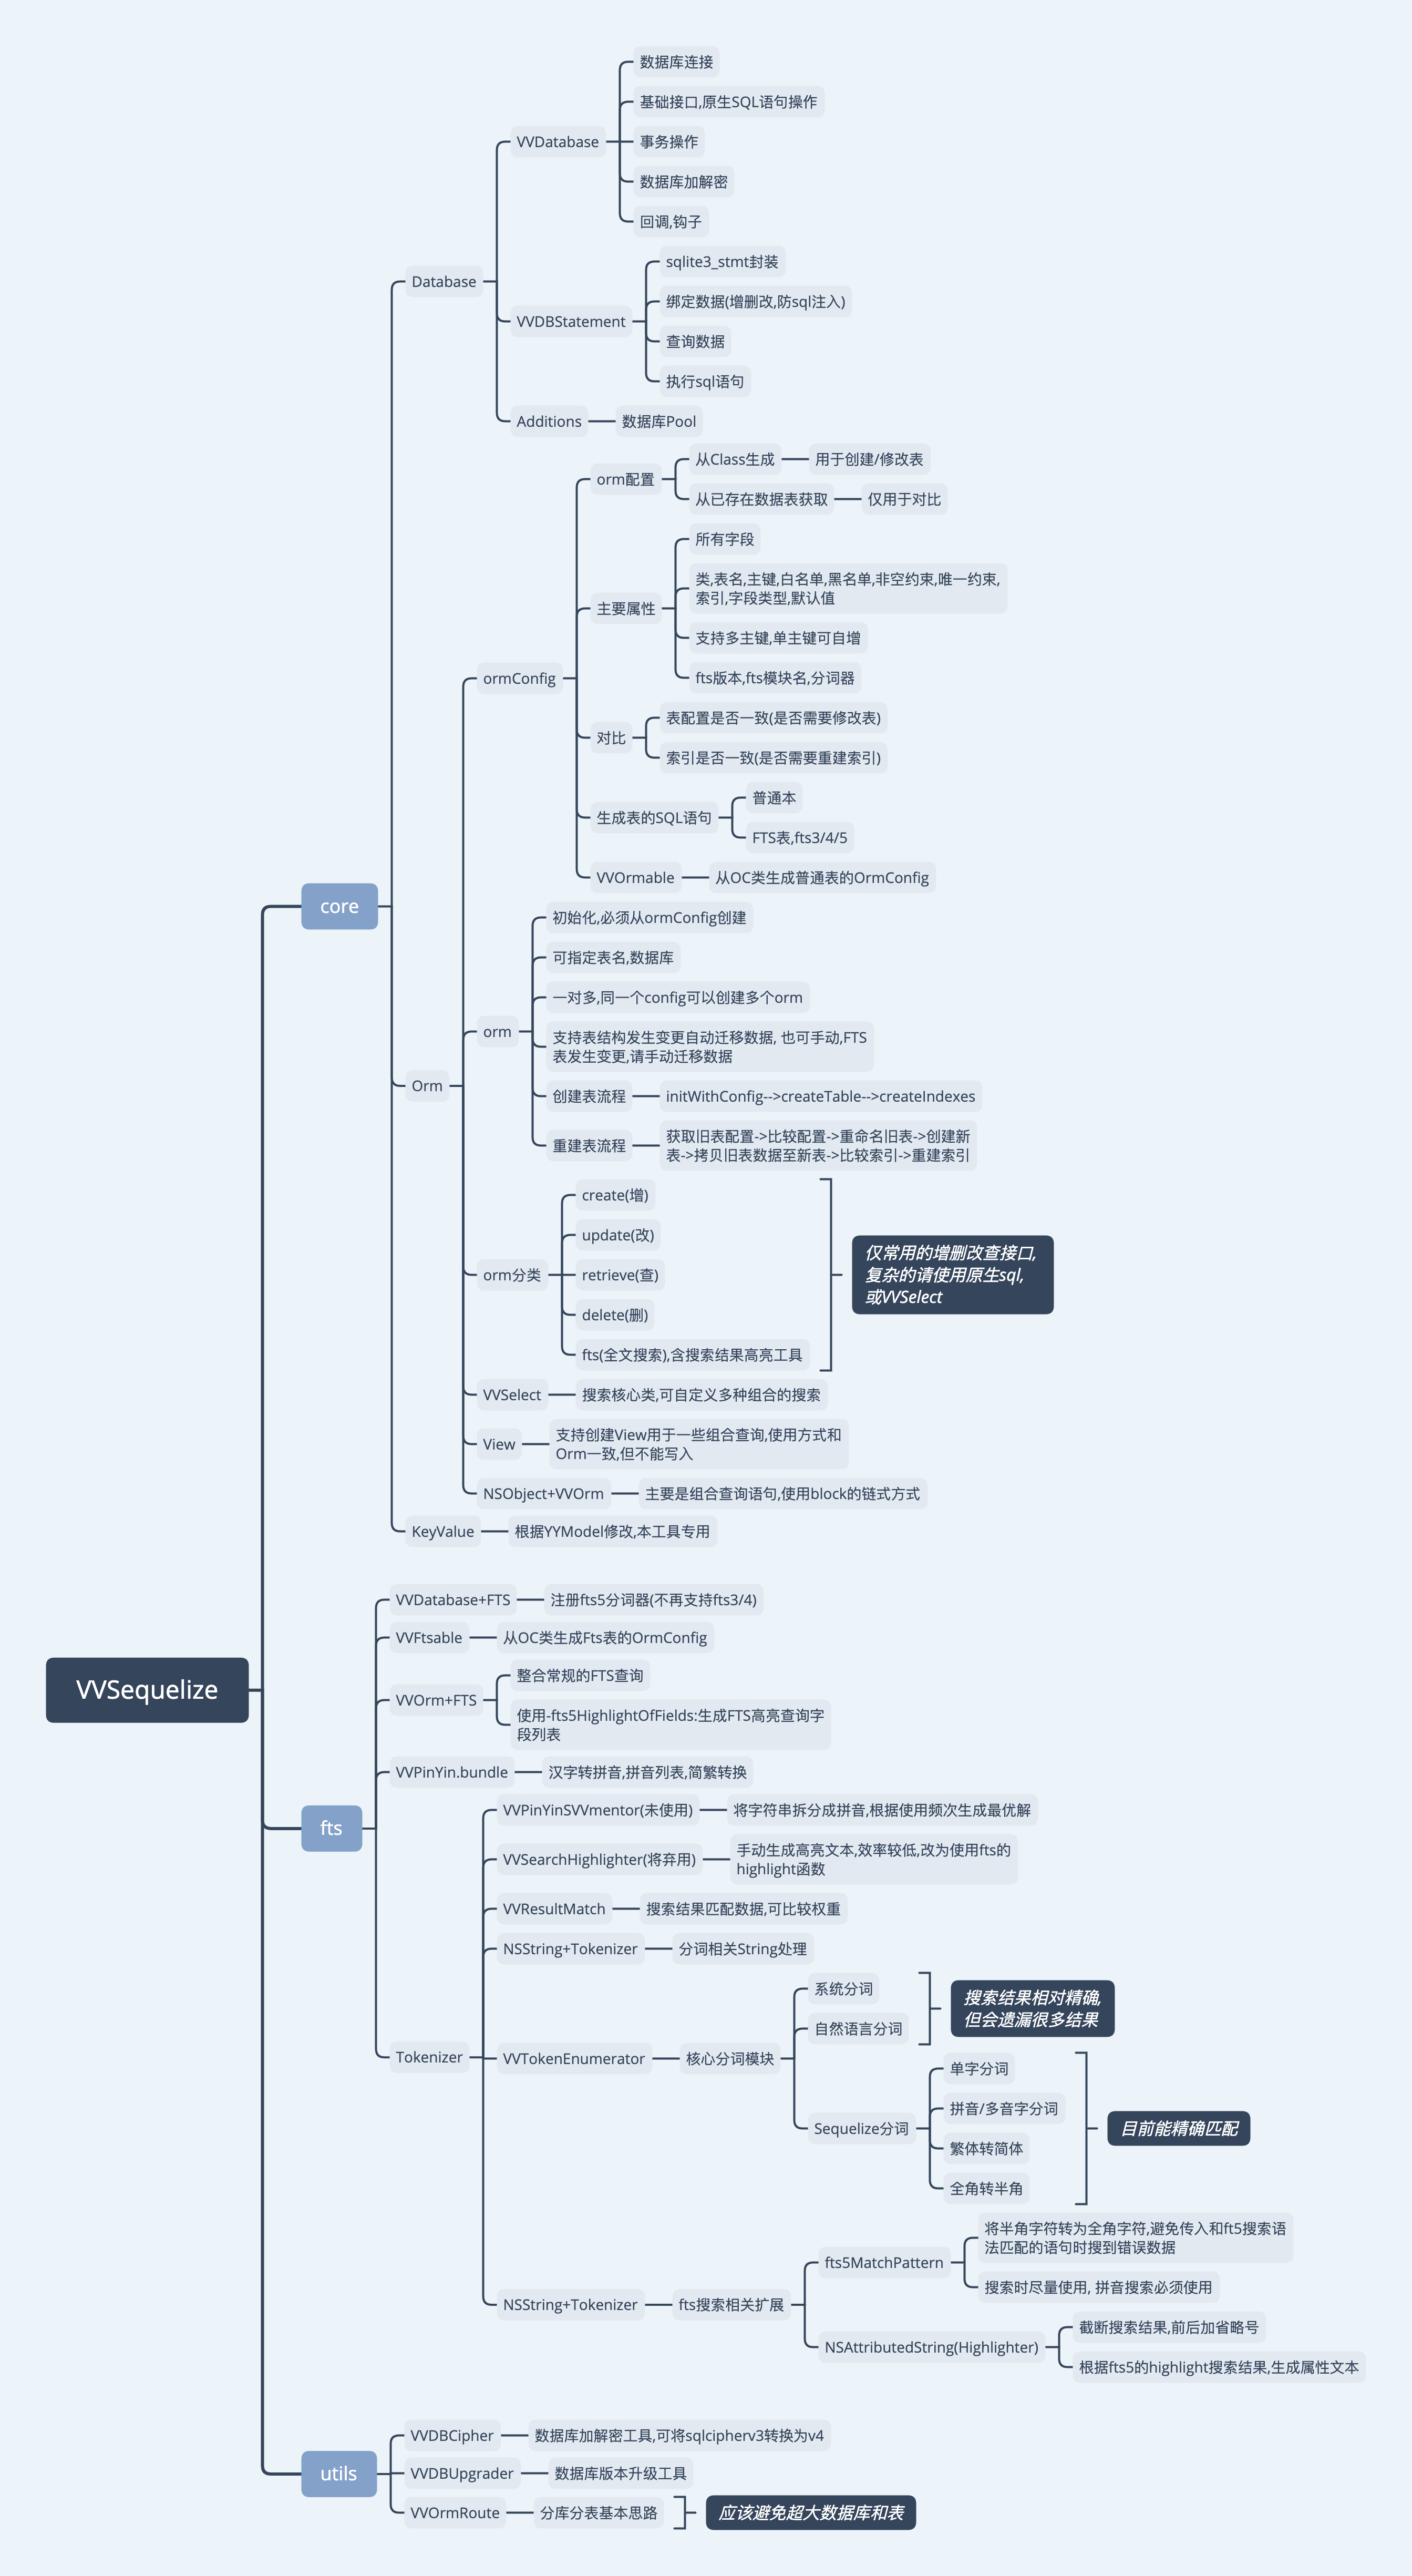 数据库连接
基础接口,原生SQL语句操作
VVDatabase
事务操作
数据库加解密
回调,钩子
Database
sqlite3_stmt封装
绑定数据(增删改,防sql注入)
VVDBStatement
查询数据
执行sql语句
Additions
数据库Pool
orm配置
从Class生成
用于创建/修改表
从已存在数据表获取
仅用于对比
所有字段
类,表名,主键,白名单,黑名单,非空约束,唯一约束,
索引,字段类型,默认值
主要属性
支持多主键,单主键可自增
fts版本,fts模块名,分词器
ormConfig
对比
表配置是否一致(是否需要修改表)
索引是否一致(是否需要重建索引)
生成表的SQL语句
普通本
FTS表,fts3/4/5
VVOrmable
从OC类生成普通表的OrmConfig
core
初始化,必须从ormConfig创建
可指定表名,数据库
一对多,同一个config可以创建多个orm
orm
支持表结构发生变更自动迁移数据, 也可手动,FTS
表发生变更,请手动迁移数据
Orm
创建表流程
initWithConfig-->createTable-->createIndexes
重建表流程
获取旧表配置->比较配置->重命名旧表->创建新
表->拷贝旧表数据至新表->比较索引->重建索引
create(增)
update(改)
orm分类
retrieve(查)
delete(删)
fts(全文搜索),含搜索结果高亮工具
仅常用的增删改查接口,
复杂的请使用原生sql,
或VVSelect
VVSelect
搜索核心类,可自定义多种组合的搜索
View
支持创建View用于一些组合查询,使用方式和
Orm一致,但不能写入
NSObject+VVOrm
主要是组合查询语句,使用block的链式方式
KeyValue
根据YYModel修改,本工具专用
VVDatabase+FTS
注册fts5分词器(不再支持fts3/4)
VVFtsable
从OC类生成Fts表的OrmConfig
VVSequelize
VVOrm+FTS
整合常规的FTS查询
使用-fts5HighlightOfFields:生成FTS高亮查询字
段列表
VVPinYin.bundle
汉字转拼音,拼音列表,简繁转换
fts
VVPinYinSVVmentor(未使用)
将字符串拆分成拼音,根据使用频次生成最优解
VVSearchHighlighter(将弃用)
手动生成高亮文本,效率较低,改为使用fts的
highlight函数
VVResultMatch
搜索结果匹配数据,可比较权重
NSString+Tokenizer
分词相关String处理
Tokenizer
VVTokenEnumerator
核心分词模块
系统分词
自然语言分词
搜索结果相对精确,
但会遗漏很多结果
Sequelize分词
单字分词
拼音/多音字分词
繁体转简体
全角转半角
目前能精确匹配
NSString+Tokenizer
fts搜索相关扩展
fts5MatchPattern
将半角字符转为全角字符,避免传入和ft5搜索语
法匹配的语句时搜到错误数据
搜索时尽量使用, 拼音搜索必须使用
NSAttributedString(Highlighter)
截断搜索结果,前后加省略号
根据fts5的highlight搜索结果,生成属性文本
utils
VVDBCipher
数据库加解密工具,可将sqlcipherv3转换为v4
VVDBUpgrader
数据库版本升级工具
VVOrmRoute
分库分表基本思路
应该避免超大数据库和表